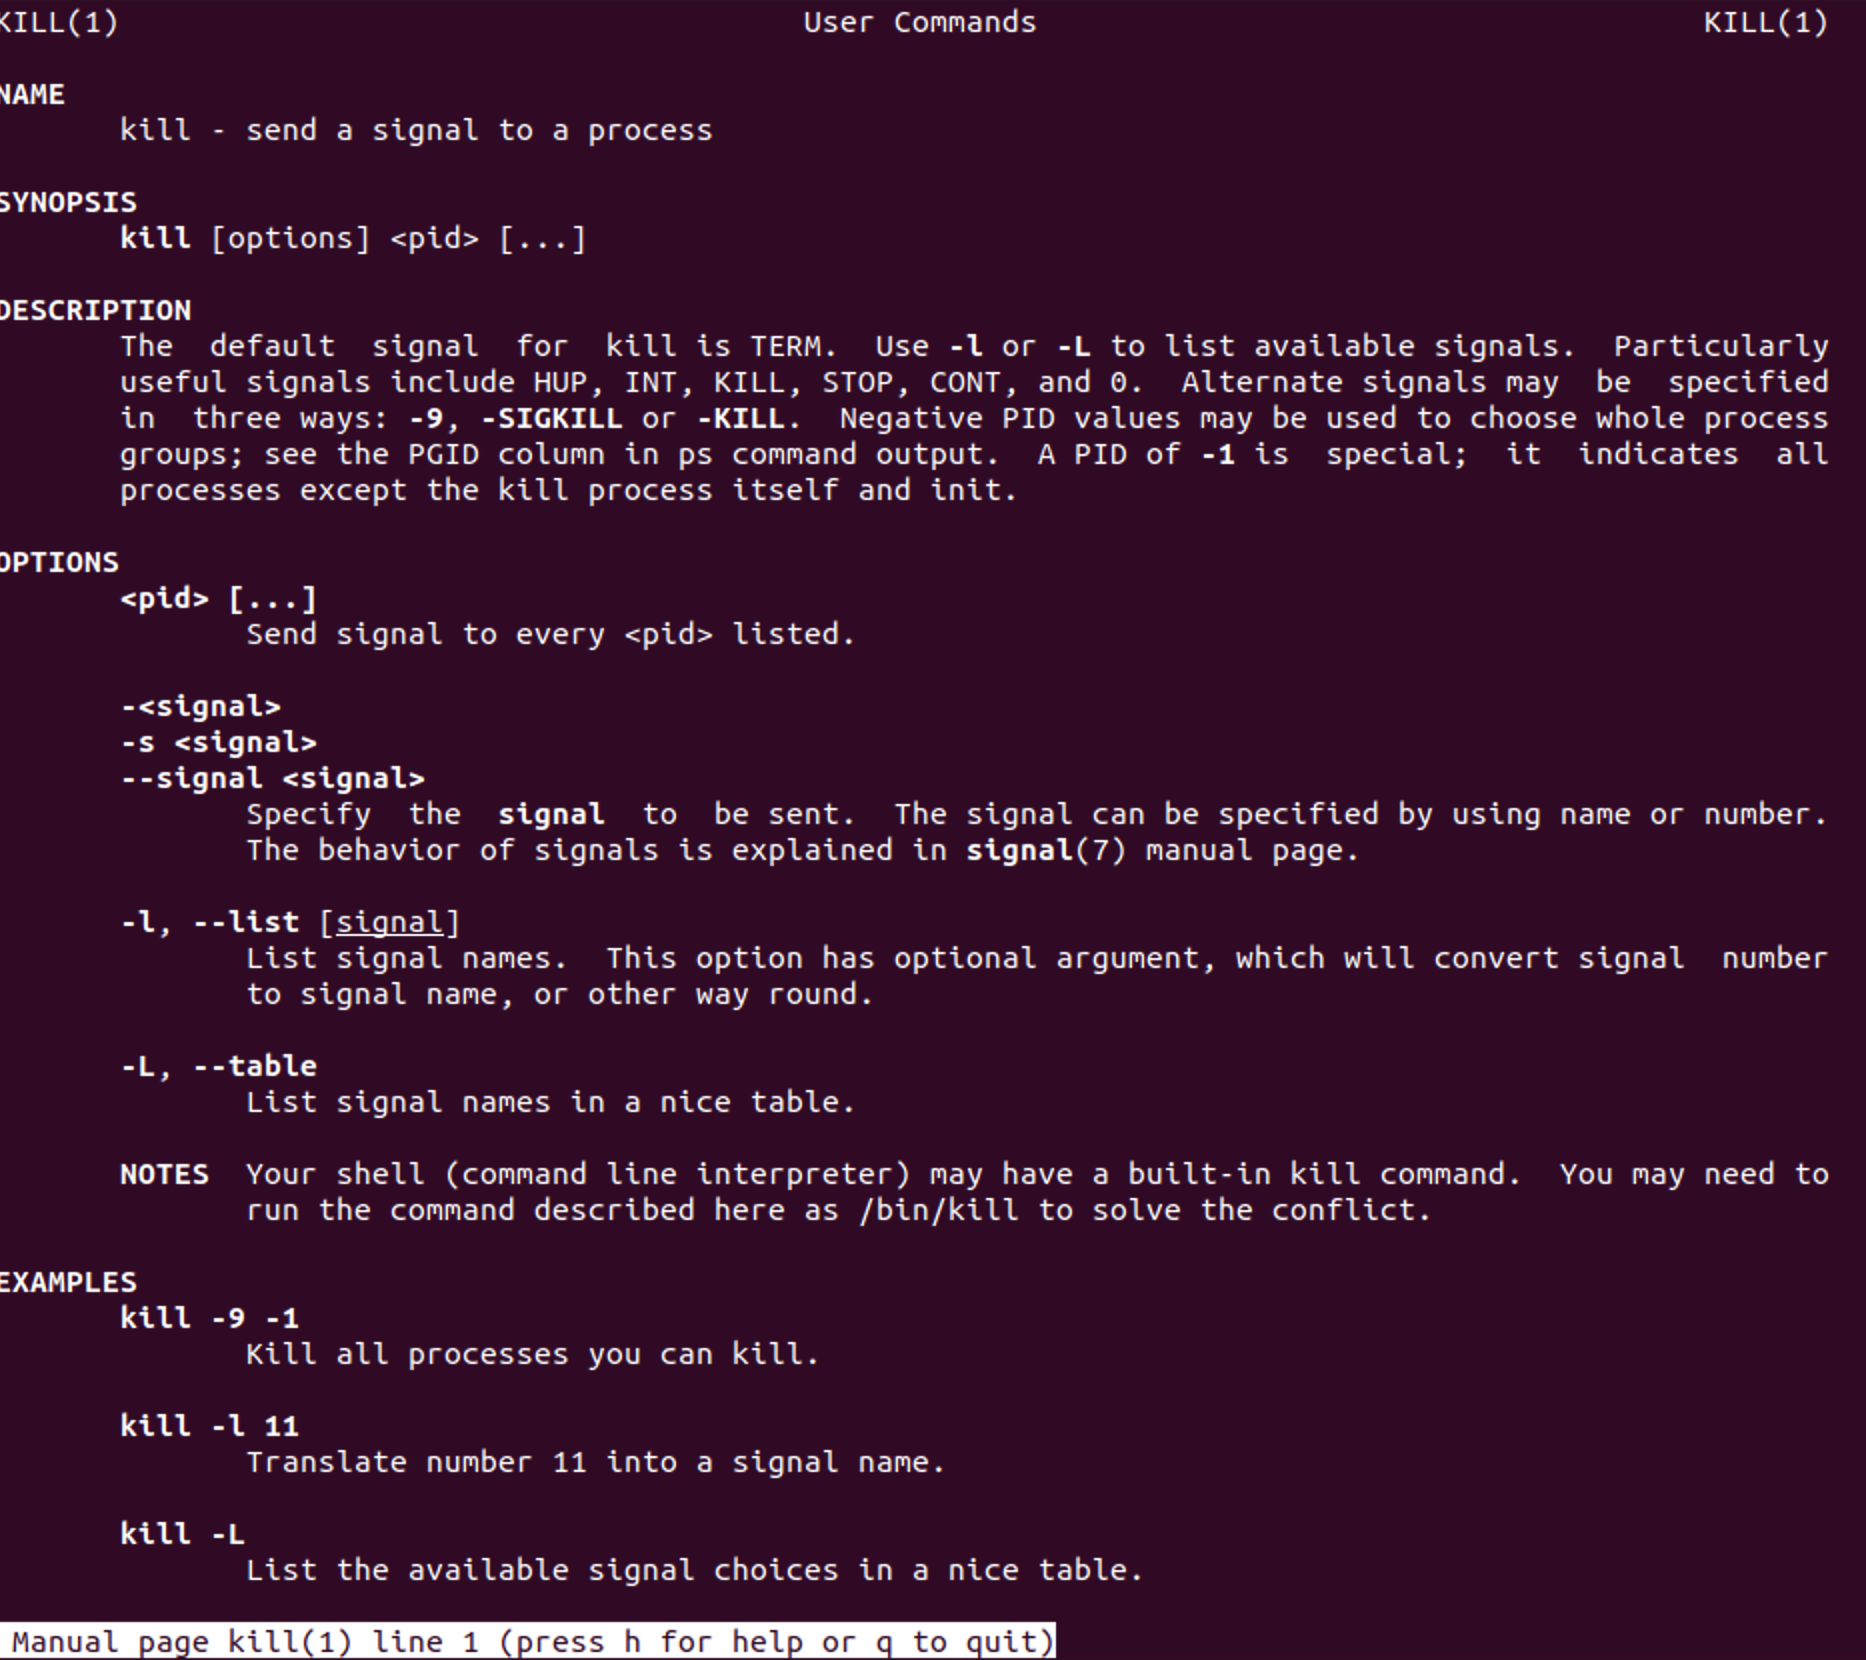 KILL(1) User Commands KILL(1)
NAME
kill - send a signal to a process
SYNOPSIS
kill [options] <pid> [...]
DESCRIPTION
The default signal for kill is TERM. Use -l or -L to list available signals. Particularly
useful signals include HUP, INT, KILL, STOP, CONT, and 0. Alternate signals may be specified
in three ways: -9, -SIGKILL or -KILL. Negative PID values may be used to choose whole process
groups; see the PGID column in ps command output. A PID of -1 is special; it indicates all
processes except the kill process itself and init.
OPTIONS
<pid> [...]
Send signal to every <pid> listed.
-<signal>
-s <signal>
--signal <signal>
Specify the signal to be sent. The signal can be specified by using name or number.
The behavior of signals is explained in signal(7) manual page.
-l, --list [signal]
List signal names. This option has optional argument, which will convert signal number
to signal name, or other way round.
-L, --table
List signal names in a nice table.
NOTES Your shell (command line interpreter) may have a built-in kill command. You may need to
run the command described here as /bin/kill to solve the conflict.
EXAMPLES
kill -9 -1
Kill all processes you can kill.
kill -l 11
Translate number 11 into a signal name.
kill -L
List the available signal choices in a nice table.
Manual page kill(1) line 1 (press h for help or q to quit)